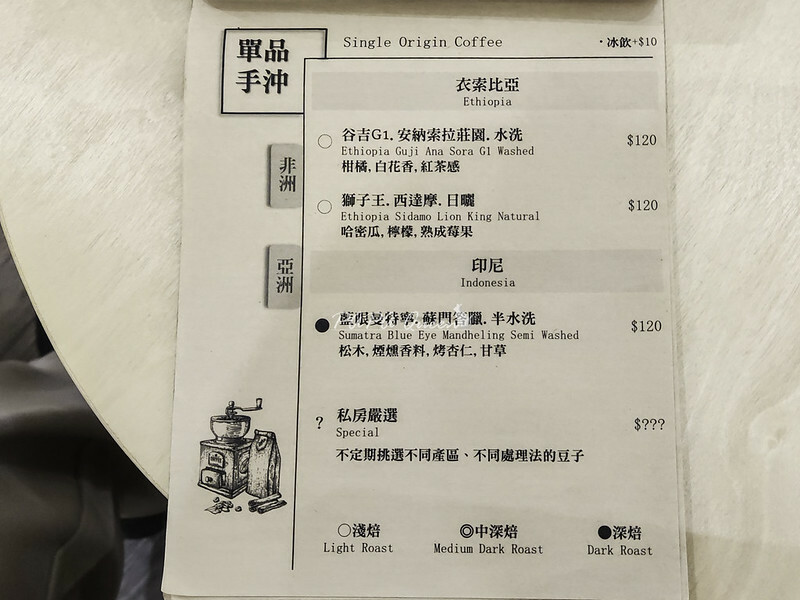 單品
手沖
Single Origin Coffee
·冰飲+$10
衣索比亞
Ethiopia
非洲
○ 谷吉G1. 安納索拉莊園. 水洗 $120
Ethiopia Guji Ana Sora G1 Washed
柑橘, 白花香, 紅茶感
○ 獅子王. 西達摩. 日曬 $120
Ethiopia Sidamo Lion King Natural
哈密瓜, 檸檬, 熟成莓果
亞洲
印尼
Indonesia
● 藍眼曼特寧. 蘇門答臘. 半水洗 $120
Sumatra Blue Eye Mandheling Semi Washed
松木, 煙燻香料, 烤杏仁, 甘草
? 私房嚴選 $???
Special
不定期挑選不同產區、不同處理法的豆子
○淺焙 ◎中深焙 ●深焙
Light Roast Medium Dark Roast Dark Roast